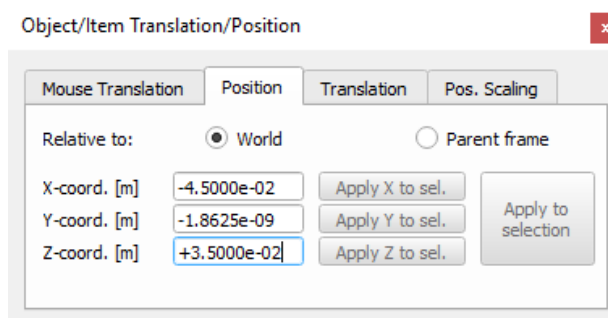 Object/Item Translation/Position x
Mouse Translation Position Translation Pos. Scaling
Relative to: World Parent frame
X-coord. [m] -4.5000e-02 Apply X to sel.
Y-coord. [m] -1.8625e-09 Apply Y to sel.
Z-coord. [m] +3.5000e-02 Apply Z to sel.
Apply to
selection